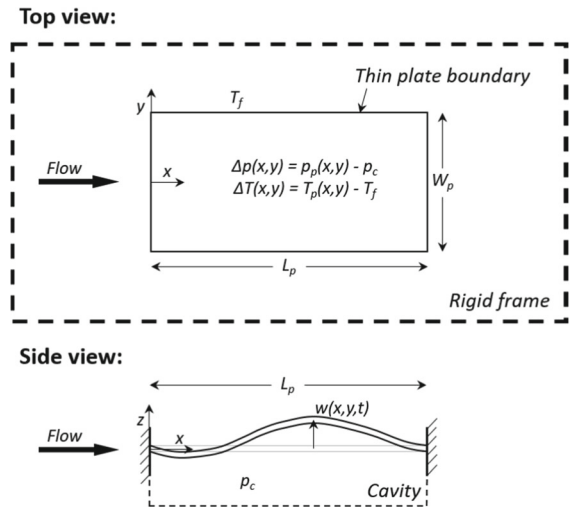 Top view:
Thin plate boundary
y
T_f
Flow
x
Δp(x,y) = p_p(x,y) - p_c
ΔT(x,y) = T_p(x,y) - T_f
W_p
L_p
Rigid frame
Side view:
L_p
z
w(x,y,t)
Flow
x
p_c
Cavity